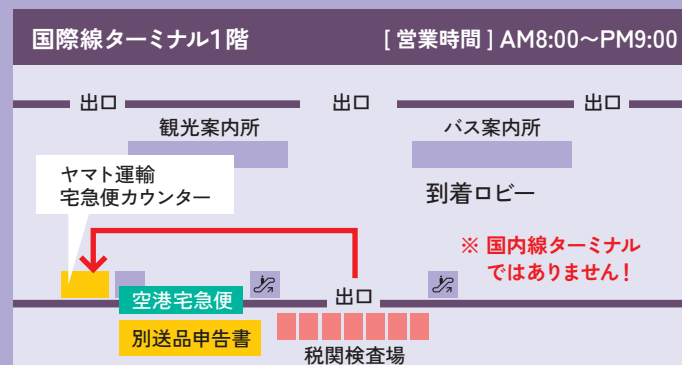 国際線ターミナル1階
[ 営業時間 ] AM8:00〜PM9:00
出口
出口
出口
観光案内所
バス案内所
ヤマト運輸
宅急便カウンター
到着ロビー
※ 国内線ターミナル
ではありません！
空港宅急便
出口
別送品申告書
税関検査場